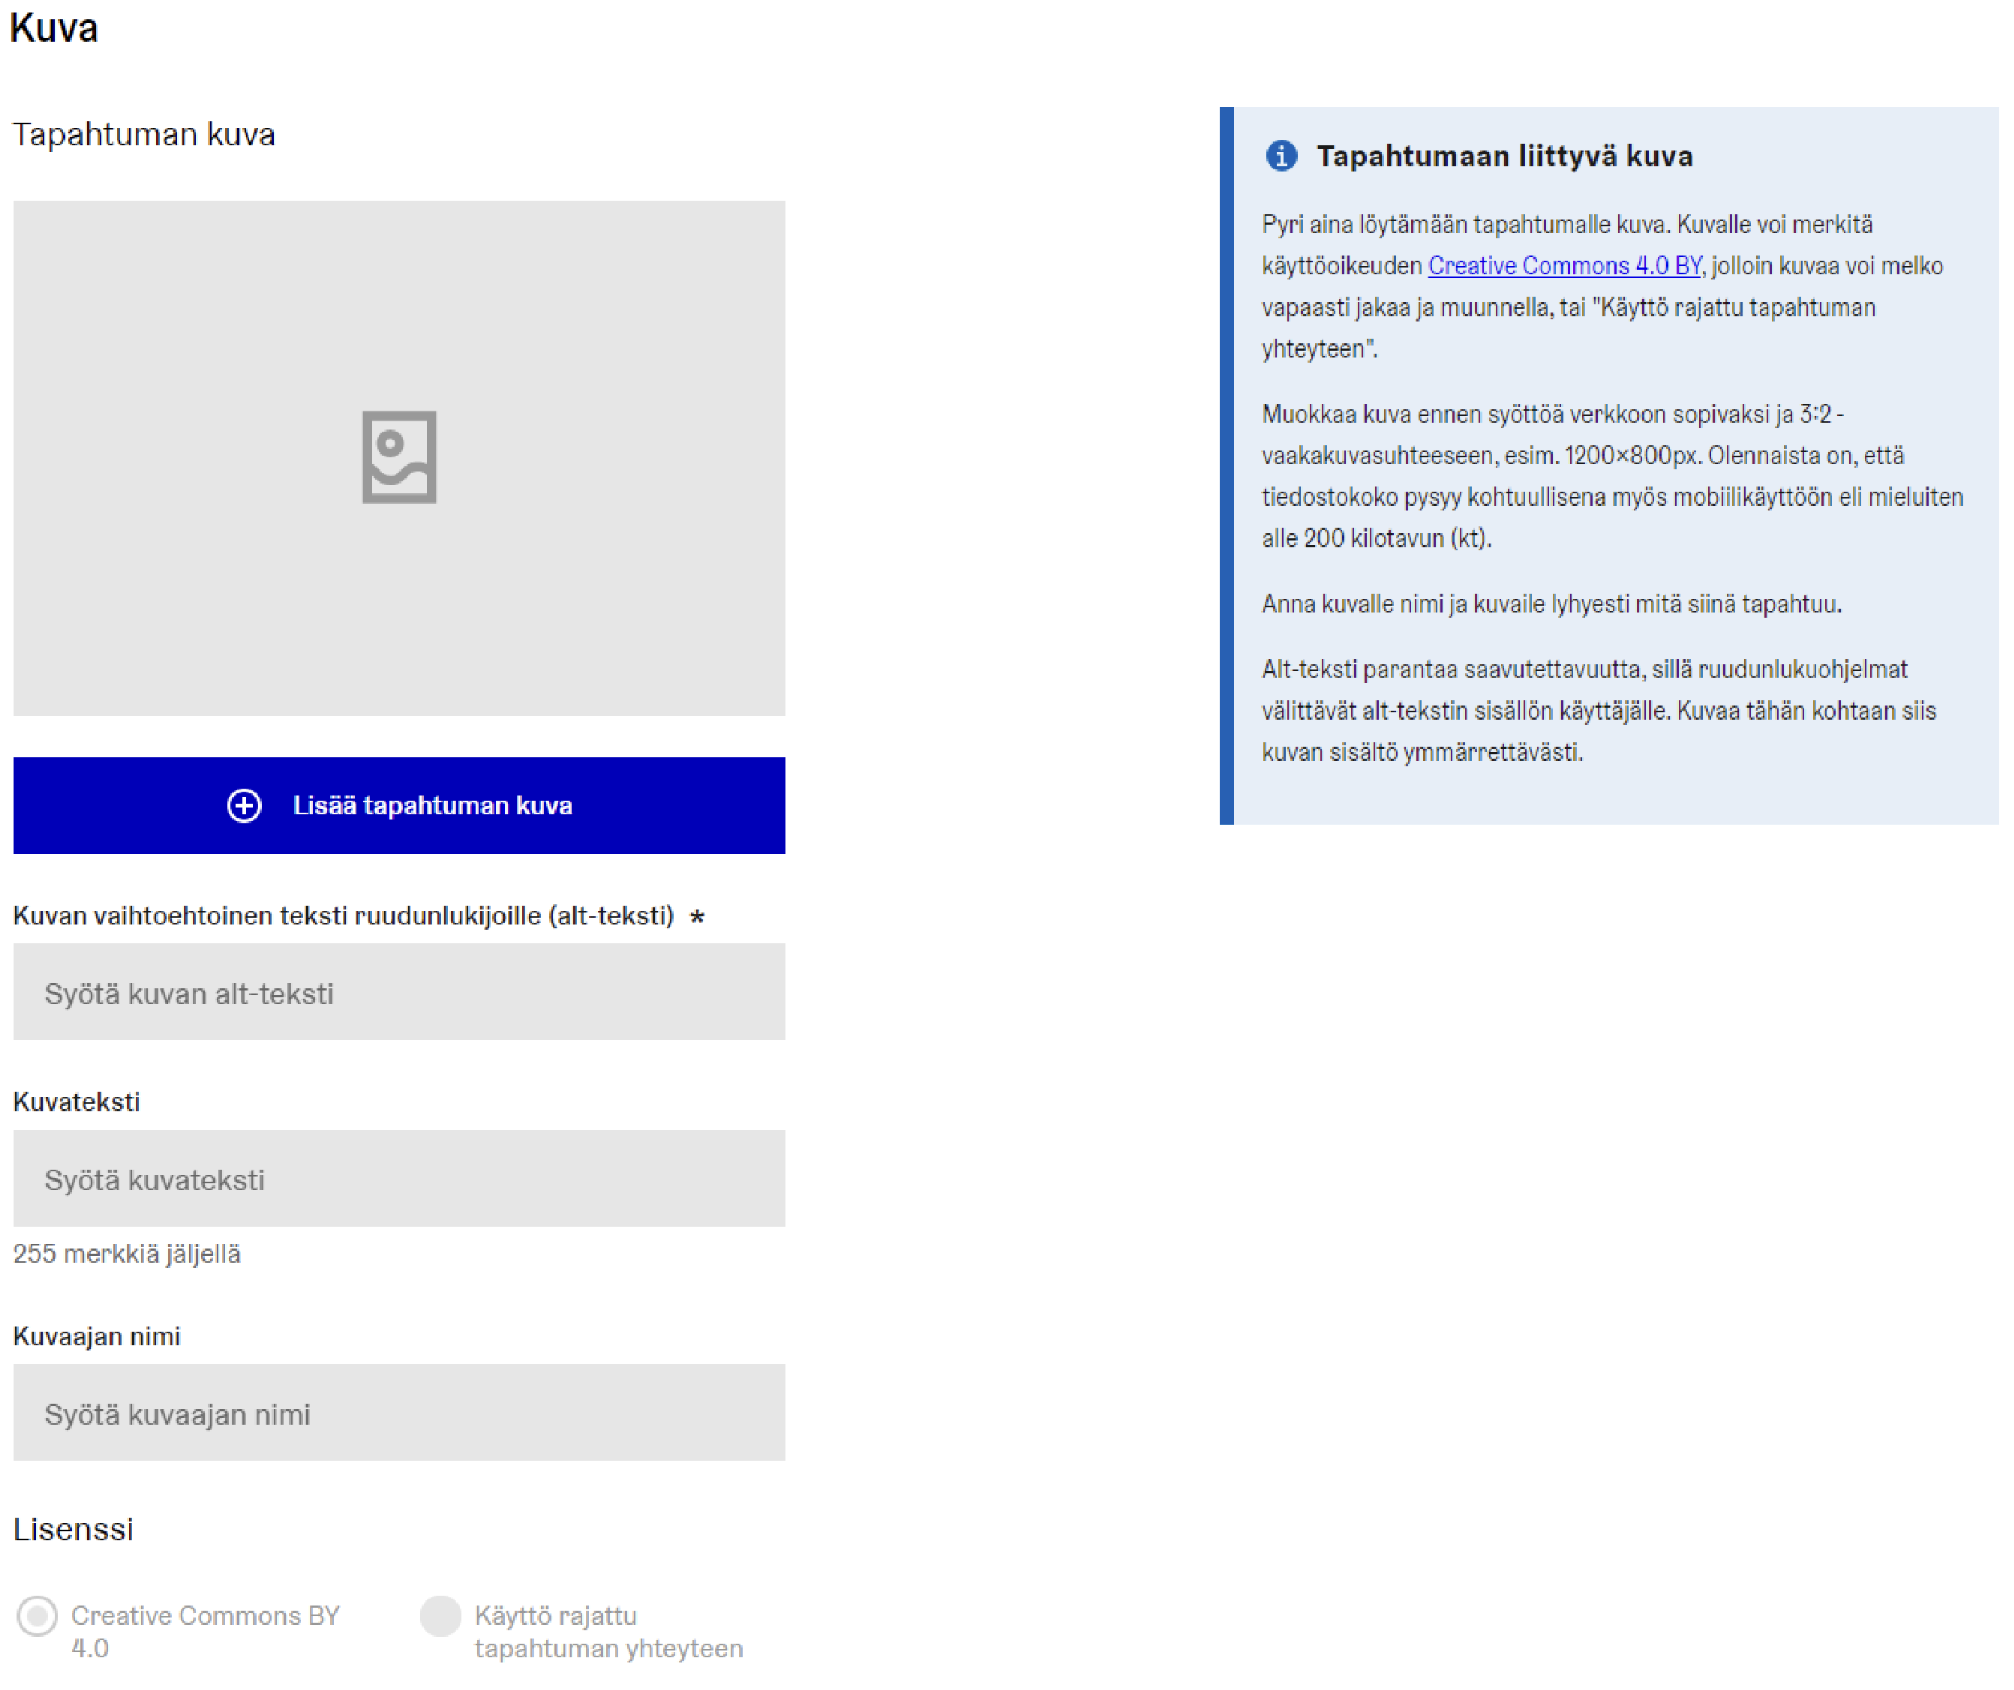 Kuva
Tapahtuman kuva
Lisää tapahtuman kuva
Kuvan vaihtoehtoinen teksti ruudunlukijoille (alt-teksti) *
Syötä kuvan alt-teksti
Kuvateksti
Syötä kuvateksti
255 merkkiä jäljellä
Kuvaajan nimi
Syötä kuvaajan nimi
Lisenssi
Creative Commons BY
4.0
Käyttö rajattu
tapahtuman yhteyteen
Tapahtumaan liittyvä kuva
Pyri aina löytämään tapahtumalle kuva. Kuvalle voi merkitä
käyttöoikeuden Creative Commons 4.0 BY, jolloin kuvaa voi melko
vapaasti jakaa ja muunnella, tai "Käyttö rajattu tapahtuman
yhteyteen".
Muokkaa kuva ennen syöttöä verkkoon sopivaksi ja 3:2 -
vaakakuvasuhteeseen, esim. 1200×800px. Olennaista on, että
tiedostokoko pysyy kohtuullisena myös mobiilikäyttöön eli mieluiten
alle 200 kilotavun (kt).
Anna kuvalle nimi ja kuvaile lyhyesti mitä siinä tapahtuu.
Alt-teksti parantaa saavutettavuutta, sillä ruudunlukuohjelmat
välittävät alt-tekstin sisällön käyttäjälle. Kuvaa tähän kohtaan siis
kuvan sisältö ymmärrettävästi.